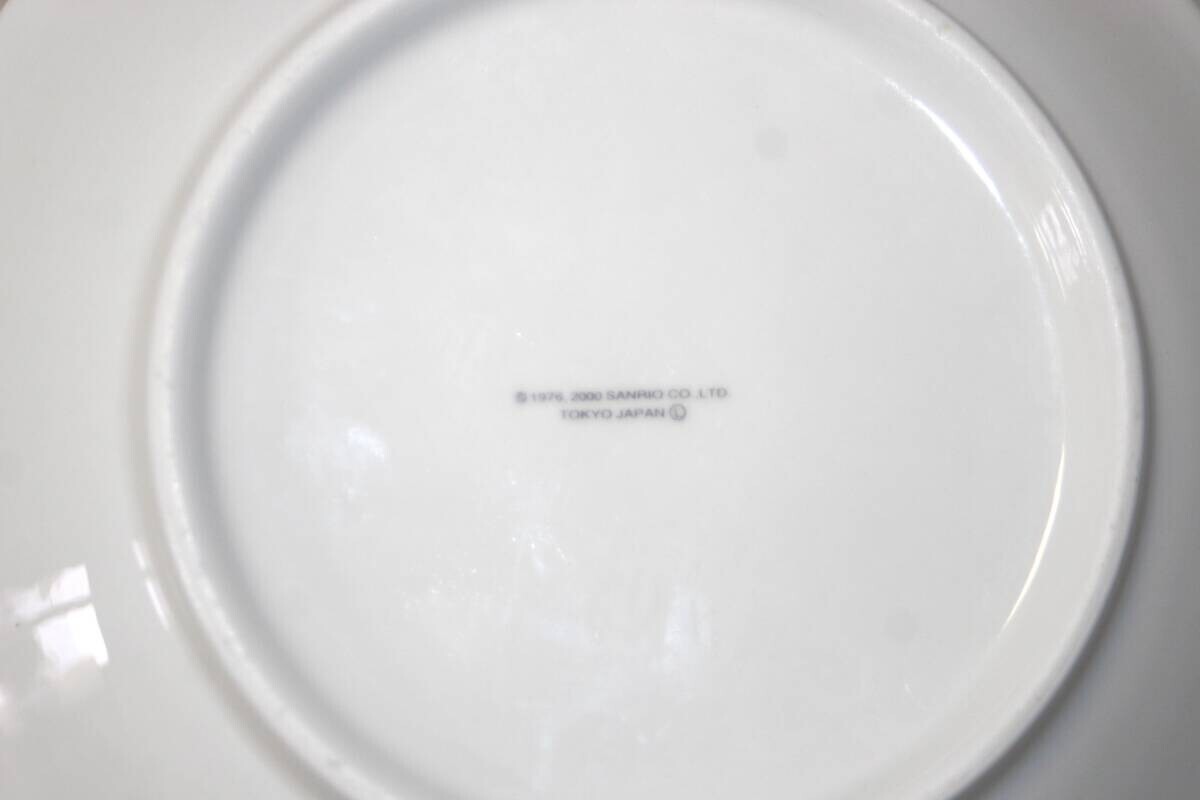 ©1976, 2000 SANRIO CO.,LTD.
TOKYO JAPAN Ⓛ